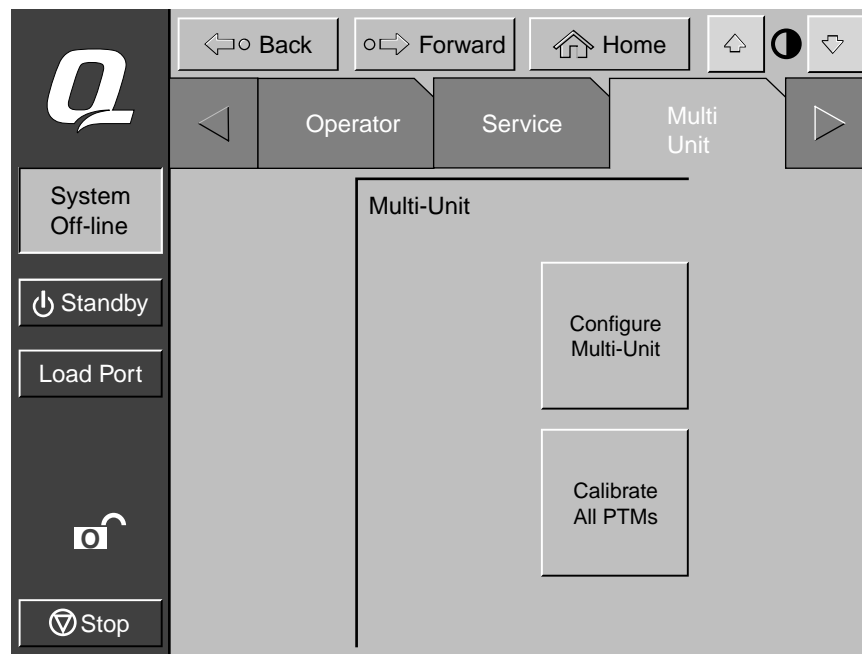 Q
Back
Forward
Home
Operator
Service
Multi
Unit
System
Off-line
Standby
Load Port
O
Stop
Multi-Unit
Configure
Multi-Unit
Calibrate
All PTMs